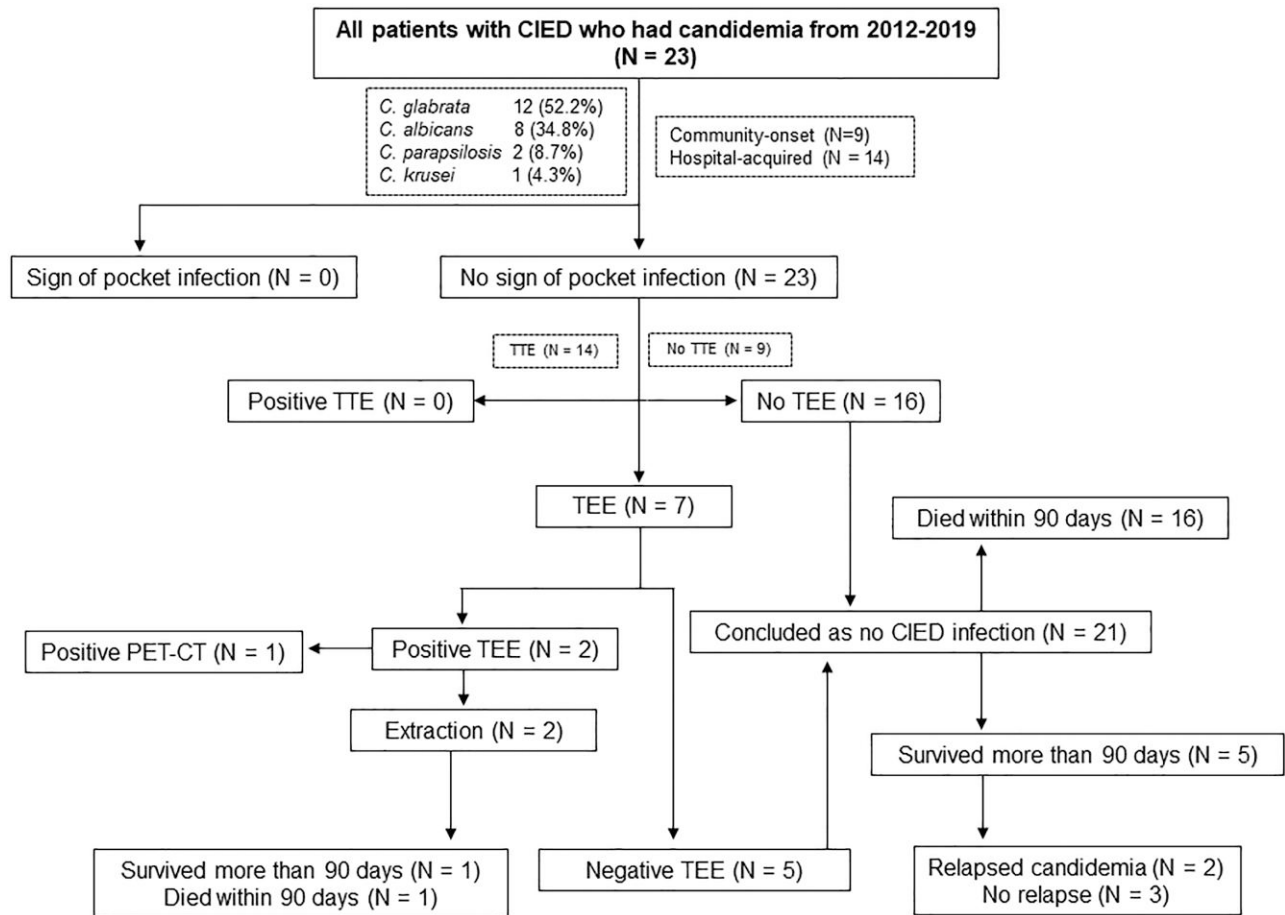 All patients with CIED who had candidemia from 2012-2019
(N = 23)
C. glabrata 12 (52.2%)
C. albicans 8 (34.8%)
C. parapsilosis 2 (8.7%)
C. krusei 1 (4.3%)
Community-onset (N=9)
Hospital-acquired (N = 14)
Sign of pocket infection (N = 0)
No sign of pocket infection (N = 23)
TTE (N = 14)
No TTE (N = 9)
Positive TTE (N = 0)
No TEE (N = 16)
TEE (N = 7)
Died within 90 days (N = 16)
Positive PET-CT (N = 1)
Positive TEE (N = 2)
Concluded as no CIED infection (N = 21)
Extraction (N = 2)
Survived more than 90 days (N = 5)
Survived more than 90 days (N = 1)
Died within 90 days (N = 1)
Negative TEE (N = 5)
Relapsed candidemia (N = 2)
No relapse (N = 3)